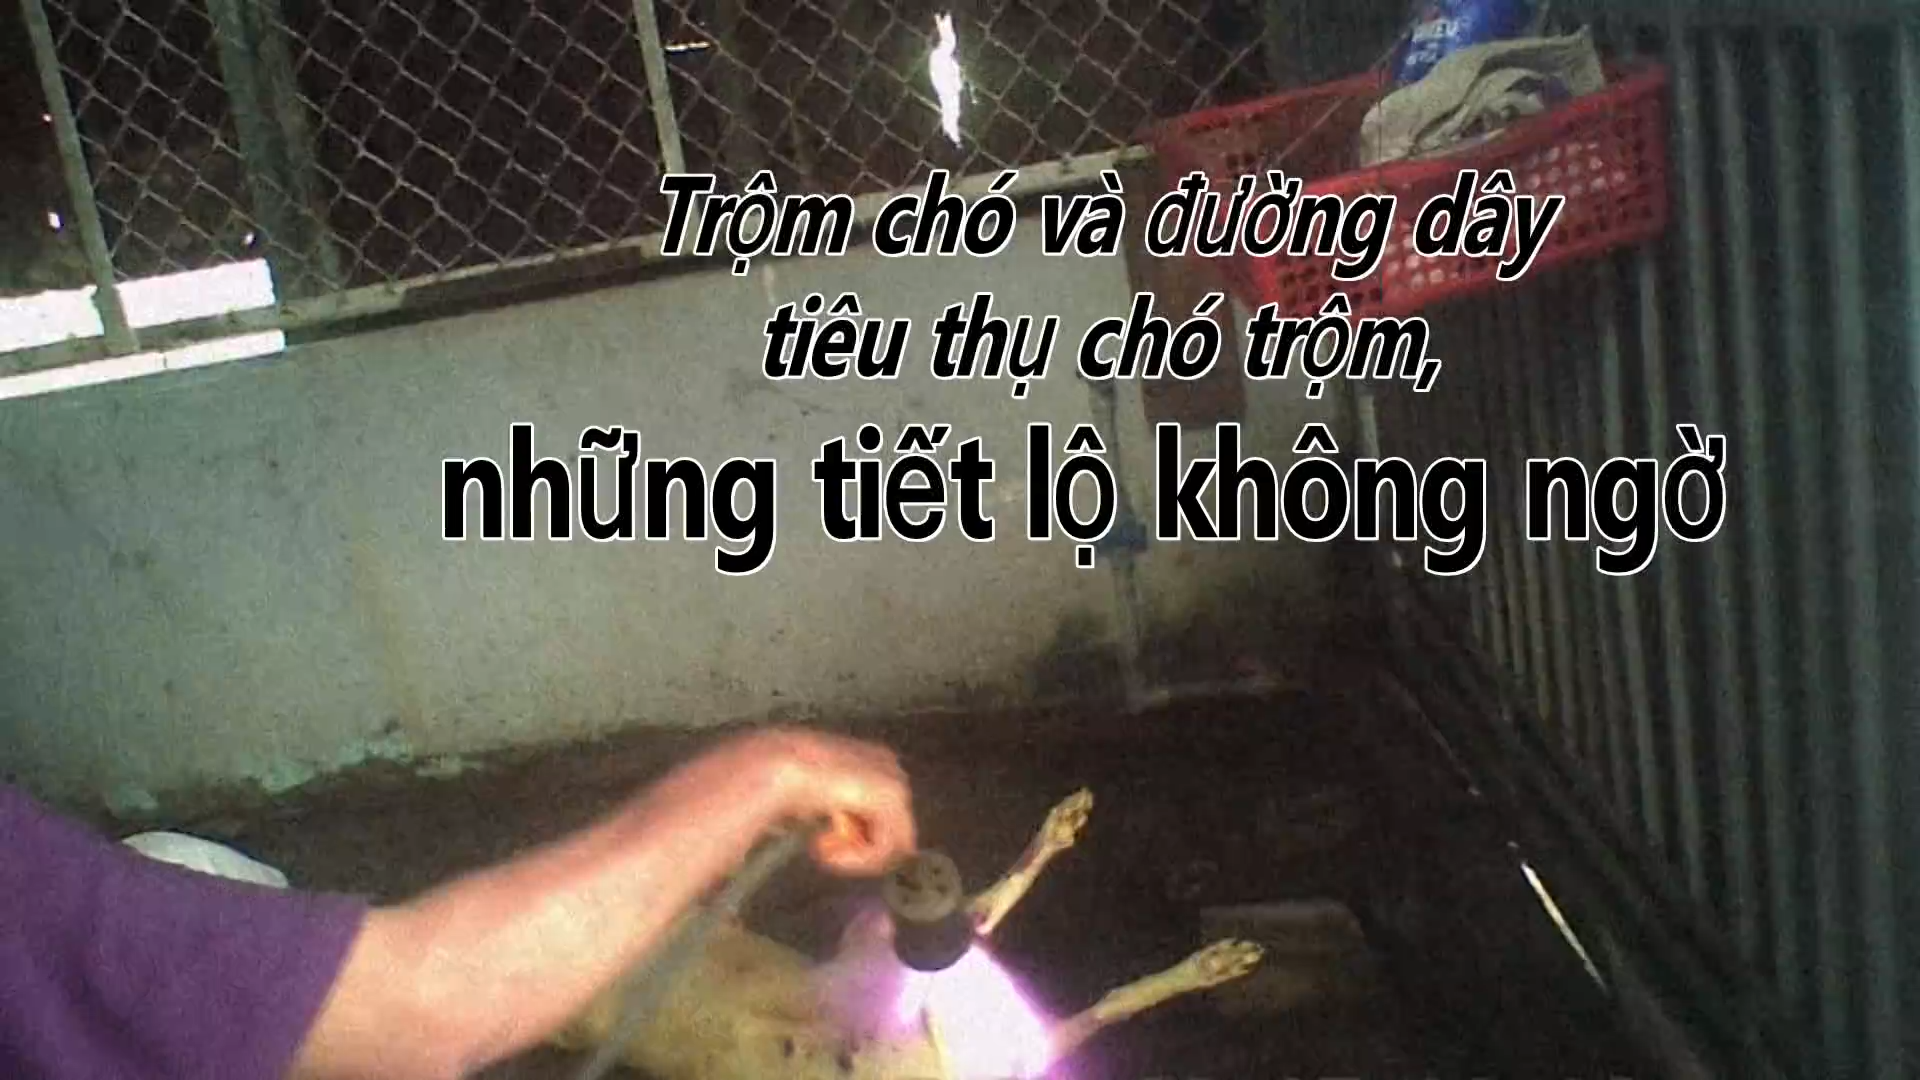 Trộm chó và đường dây
tiêu thụ chó trộm,
những tiết lộ không ngờ